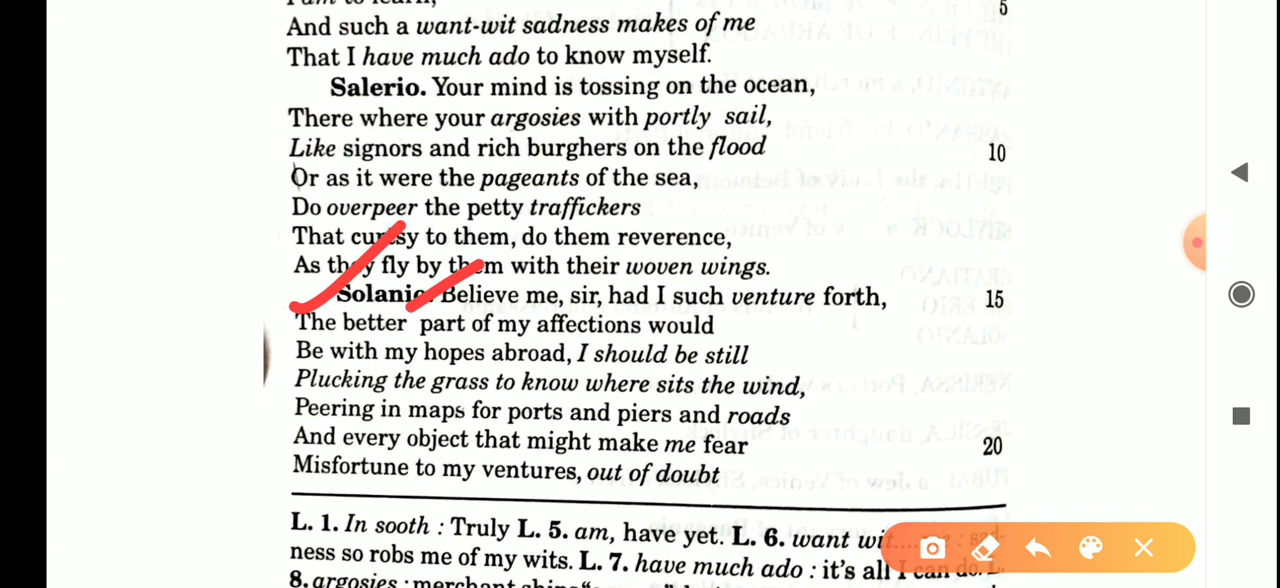 I am to learn;
5
And such a want-wit sadness makes of me
That I have much ado to know myself.
Salerio. Your mind is tossing on the ocean,
There where your argosies with portly sail,
Like signors and rich burghers on the flood
10
Or as it were the pageants of the sea,
Do overpeer the petty traffickers
That curtsy to them, do them reverence,
As they fly by them with their woven wings.
Solanio. Believe me, sir, had I such venture forth,
15
The better part of my affections would
Be with my hopes abroad, I should be still
Plucking the grass to know where sits the wind,
Peering in maps for ports and piers and roads
And every object that might make me fear
20
Misfortune to my ventures, out of doubt
L. 1. In sooth : Truly L. 5. am, have yet. L. 6. want wit....
ness so robs me of my wits. L. 7. have much ado : it's all I can do. L.
8. argosies : merchant